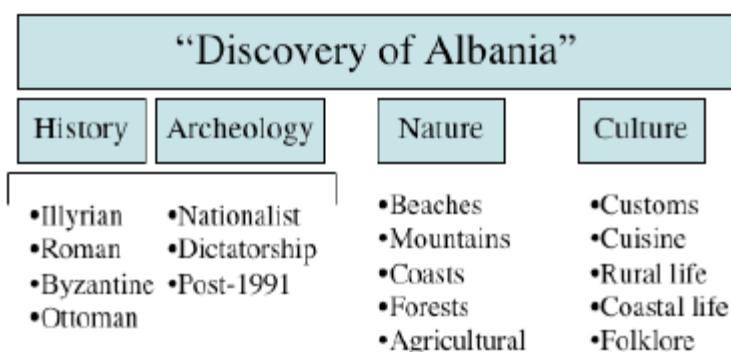 “Discovery of Albania”
History
Archeology
Nature
Culture
•Illyrian
•Roman
•Byzantine
•Ottoman
•Nationalist
•Dictatorship
•Post-1991
•Beaches
•Mountains
•Coasts
•Forests
•Agricultural
•Customs
•Cuisine
•Rural life
•Coastal life
•Folklore